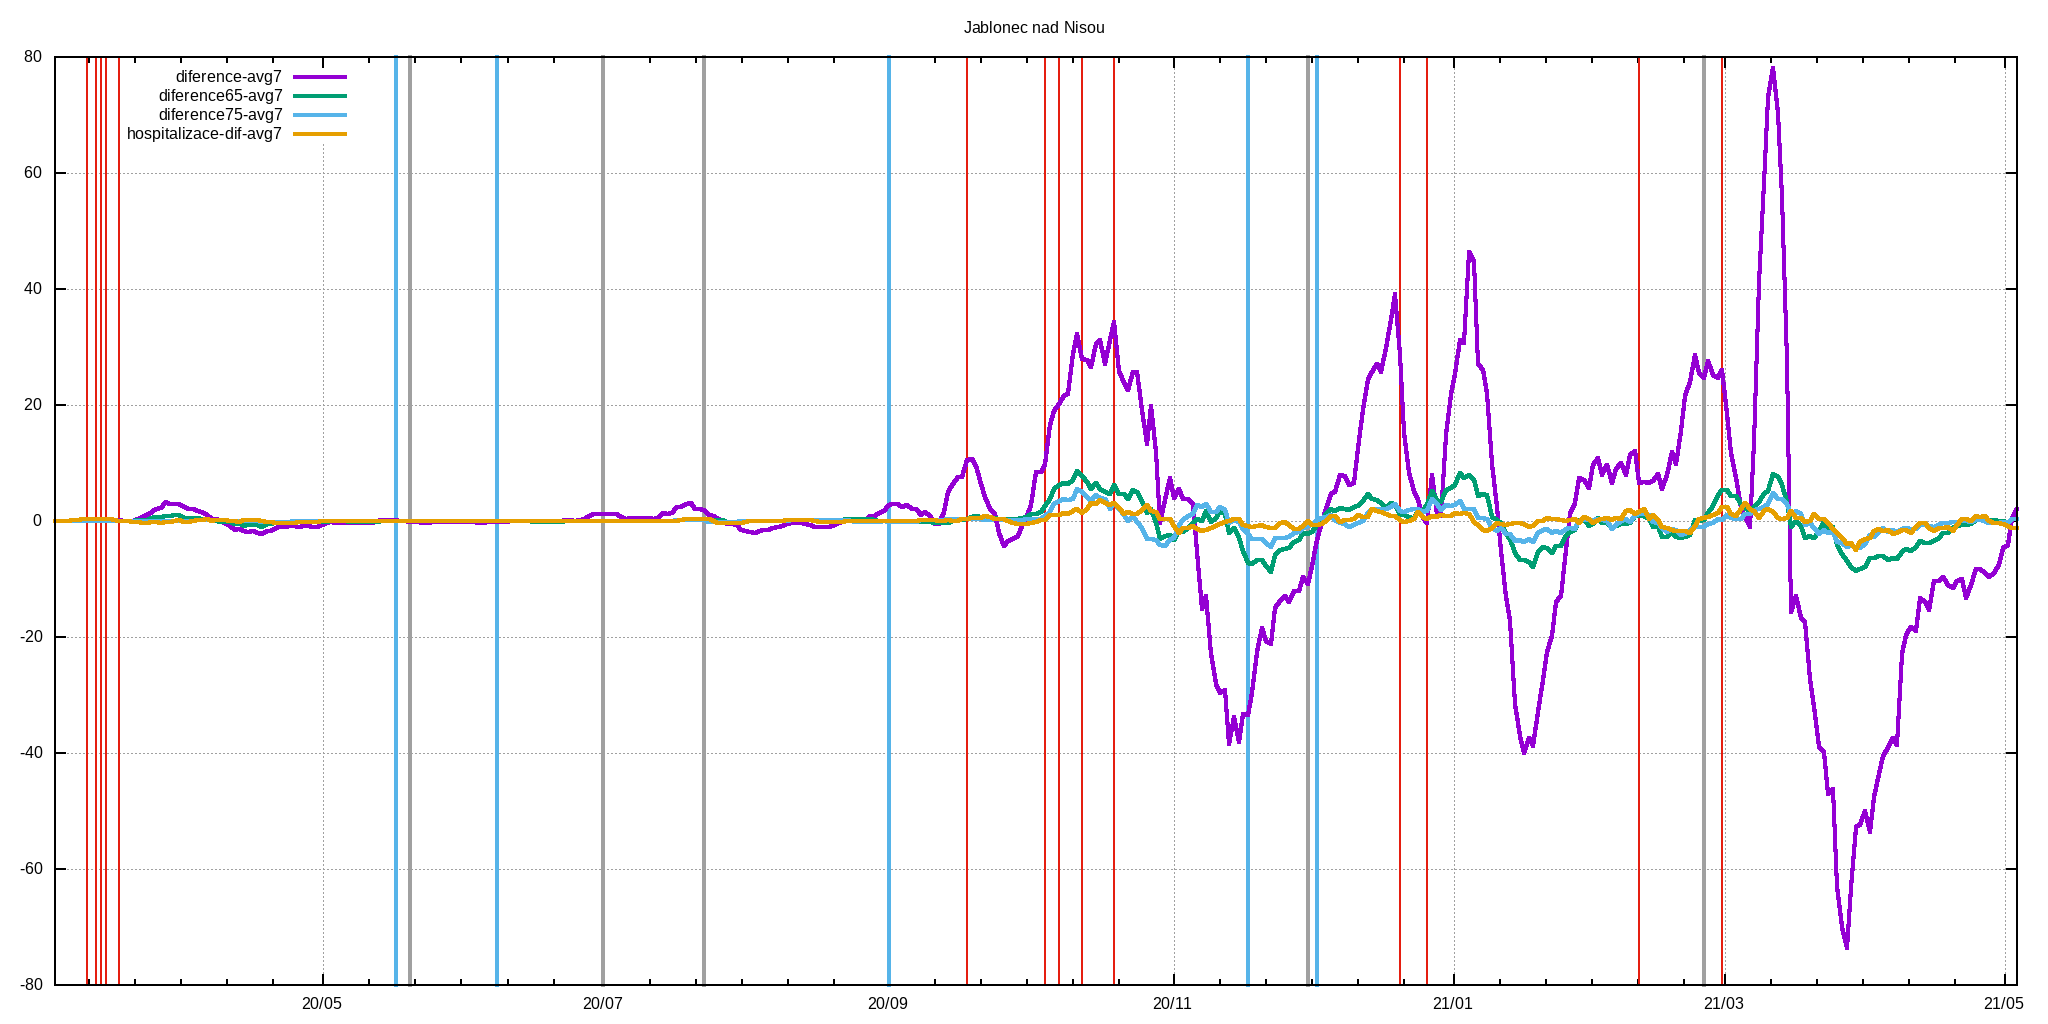 Jablonec nad Nisou
diference-avg7
diference65-avg7
diference75-avg7
hospitalizace-dif-avg7
80
60
40
20
0
-20
-40
-60
-80
20/05 20/07 20/09 20/11 21/01 21/03 21/05